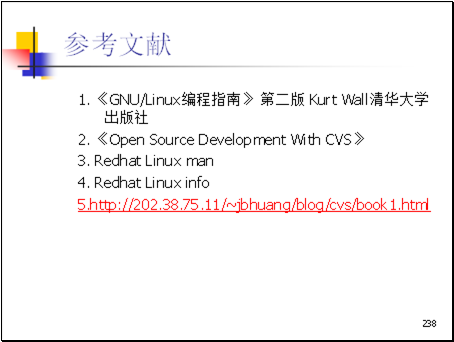 参考文献
1.《GNU/Linux编程指南》第二版 Kurt Wall清华大学
出版社
2.《Open Source Development With CVS》
3. Redhat Linux man
4. Redhat Linux info
5.http://202.38.75.11/~jbhuang/blog/cvs/book1.html
238